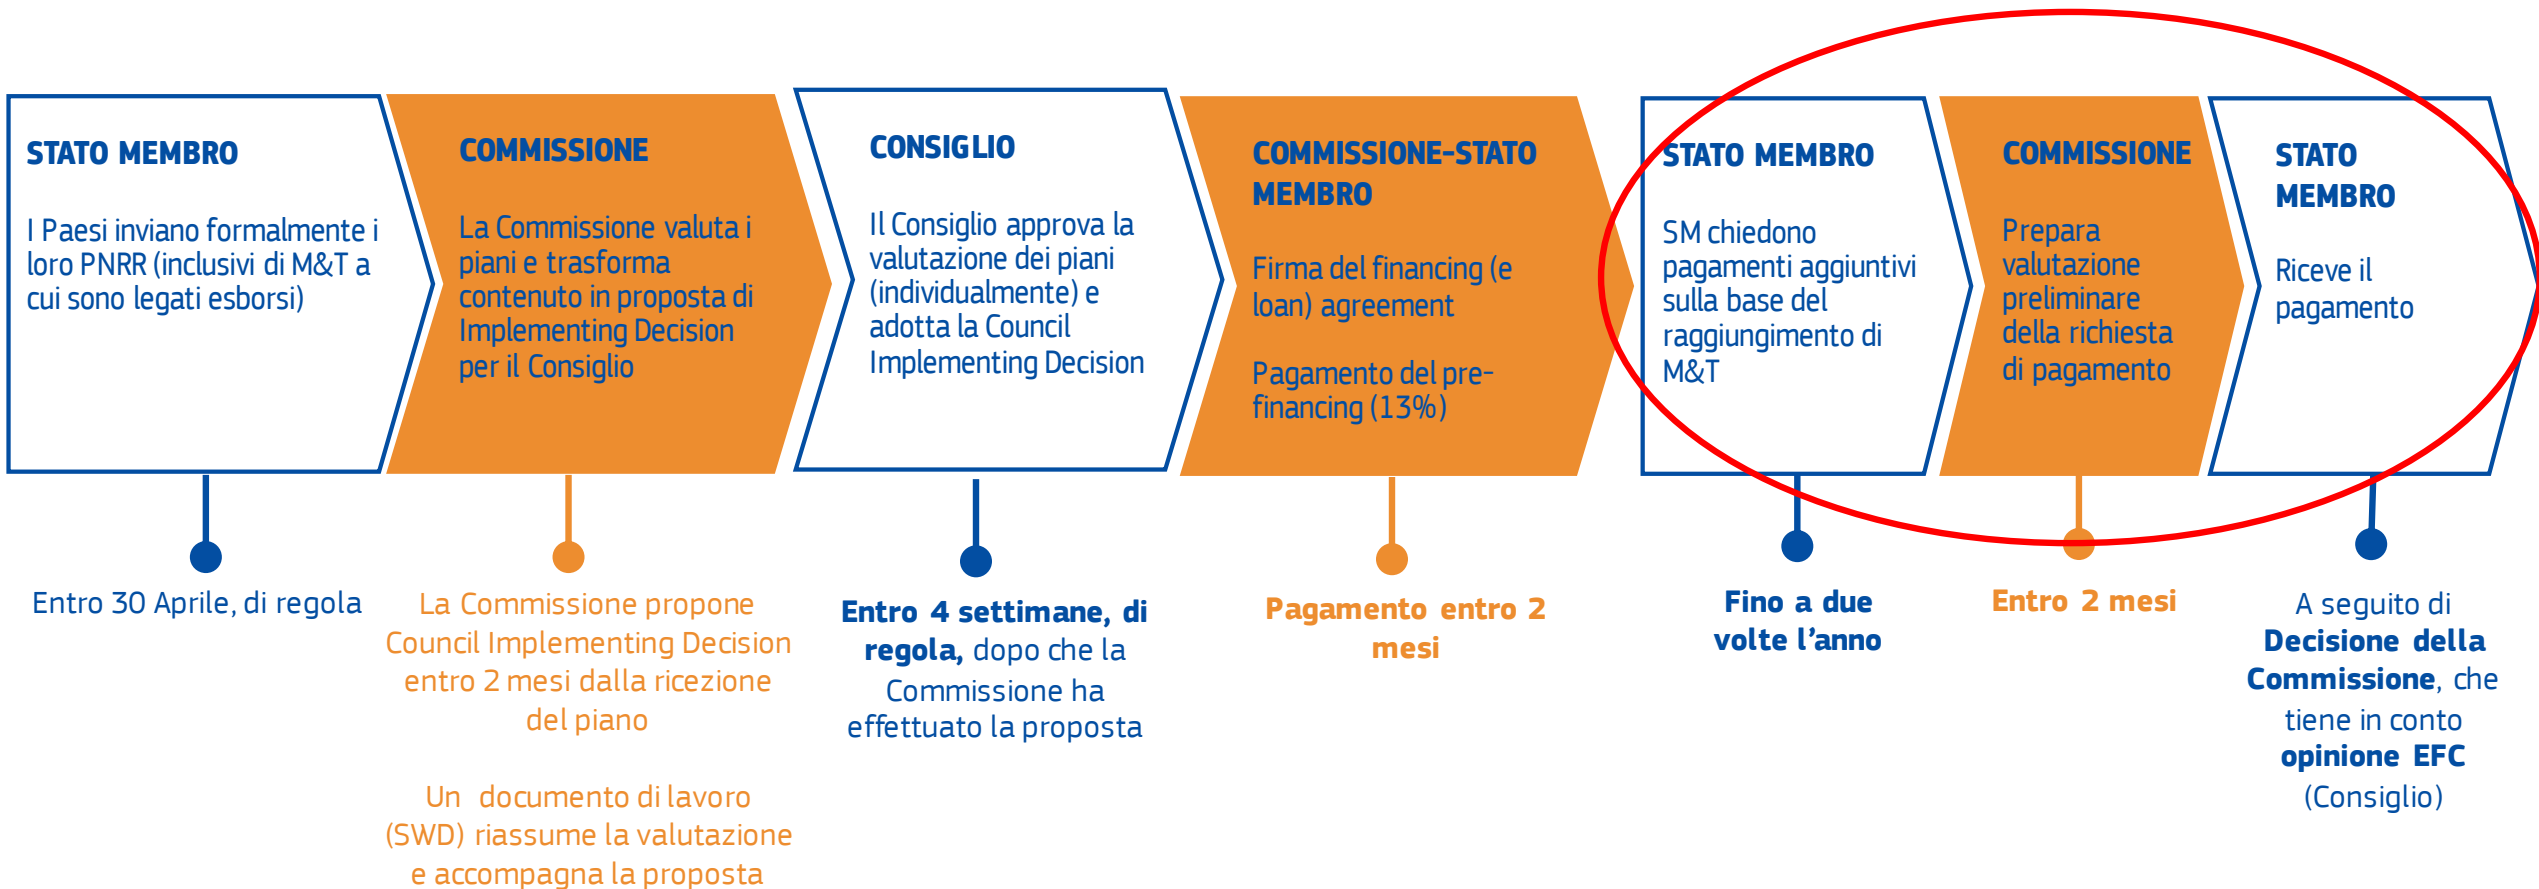 STATO MEMBRO
I Paesi inviano formalmente i
loro PNRR (inclusivi di M&T a
cui sono legati esborsi)
Entro 30 Aprile, di regola
COMMISSIONE
La Commissione valuta i
piani e trasforma
contenuto in proposta di
Implementing Decision
per il Consiglio
La Commissione propone
Council Implementing Decision
entro 2 mesi dalla ricezione
del piano
Un documento di lavoro
(SWD) riassume la valutazione
e accompagna la proposta
CONSIGLIO
Il Consiglio approva la
valutazione dei piani
(individualmente) e
adotta la Council
Implementing Decision
Entro 4 settimane, di
regola, dopo che la
Commissione ha
effettuato la proposta
COMMISSIONE-STATO
MEMBRO
Firma del financing (e
loan) agreement
Pagamento del pre-
financing (13%)
Pagamento entro 2
mesi
STATO MEMBRO
SM chiedono
pagamenti aggiuntivi
sulla base del
raggiungimento di
M&T
Fino a due
volte l'anno
COMMISSIONE
Prepara
valutazione
preliminare
della richiesta
di pagamento
Entro 2 mesi
STATO
MEMBRO
Riceve il
pagamento
A seguito di
Decisione della
Commissione, che
tiene in conto
opinione EFC
(Consiglio)